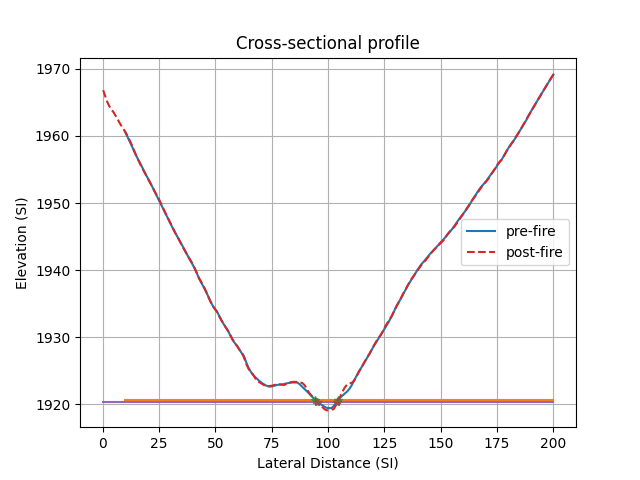 Cross-sectional profile
1970
1960
1950
1940
1930
1920
Elevation (SI)
pre-fire
post-fire
0 25 50 75 100 125 150 175 200
Lateral Distance (SI)